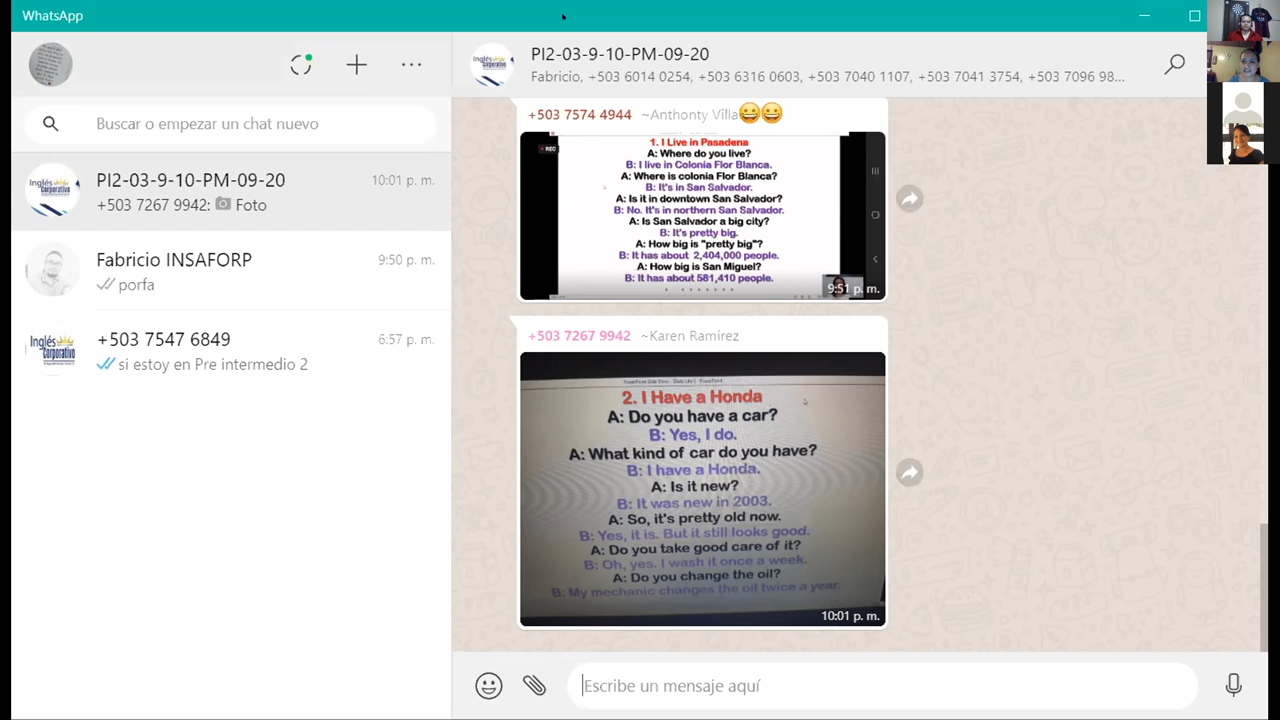 WhatsApp
Buscar o empezar un chat nuevo
PI2-03-9-10-PM-09-20
10:01 p. m.
+503 7267 9942: Foto
Fabricio INSAFORP
9:50 p. m.
porfa
+503 7547 6849
6:57 p. m.
si estoy en Pre intermedio 2
PI2-03-9-10-PM-09-20
Fabricio, +503 6014 0254, +503 6316 0603, +503 7040 1107, +503 7041 3754, +503 7096 98...
+503 7574 4944 ~Anthonty Villa
REC
1. I Live in Pasadena
A: Where do you live?
B: I live in Colonia Flor Blanca.
A: Where is colonia Flor Blanca?
B: It's in San Salvador.
A: Is it in downtown San Salvador?
B: No. It's in northern San Salvador.
A: Is San Salvador a big city?
B: It's pretty big.
A: How big is "pretty big"?
B: It has about 2,404,000 people.
A: How big is San Miguel?
B: It has about 581,410 people.
9:51 p. m.
+503 7267 9942 ~Karen Ramirez
2. I Have a Honda
A: Do you have a car?
B: Yes, I do.
A: What kind of car do you have?
B: I have a Honda.
A: Is it new?
B: It was new in 2003.
A: So, it's pretty old now.
B: Yes, it is. But it still looks good.
A: Do you take good care of it?
B: Oh, yes. I wash it once a week.
A: Do you change the oil?
B: My mechanic changes the oil twice a year.
10:01 p. m.
Escribe un mensaje aquí